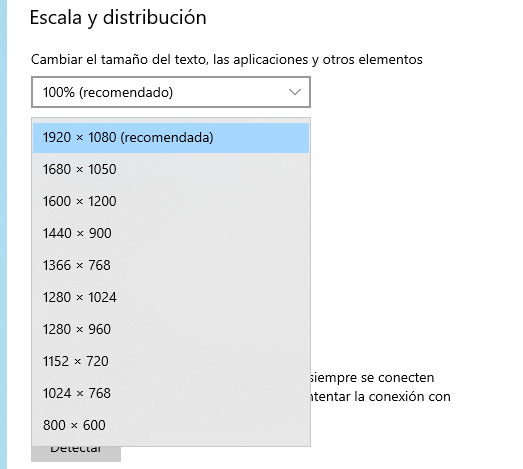 Escala y distribución
Cambiar el tamaño del texto, las aplicaciones y otros elementos
100% (recomendado)
1920 × 1080 (recomendada)
1680 × 1050
1600 × 1200
1440 × 900
1366 × 768
1280 × 1024
1280 × 960
1152 × 720
1024 × 768
800 × 600
siempre se conecten
ntentar la conexión con
Detectar